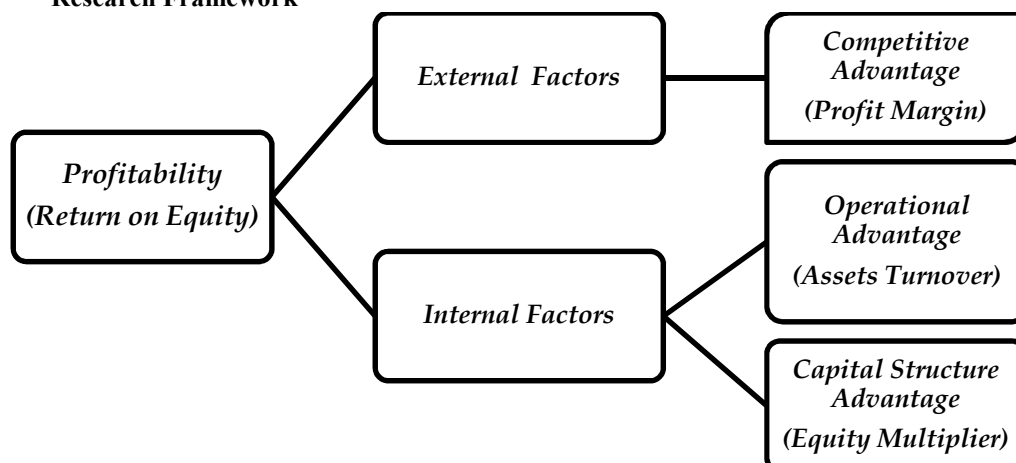 Research Framework
External Factors
Competitive
Advantage
(Profit Margin)
Profitability
(Return on Equity)
Operational
Advantage
(Assets Turnover)
Internal Factors
Capital Structure
Advantage
(Equity Multiplier)